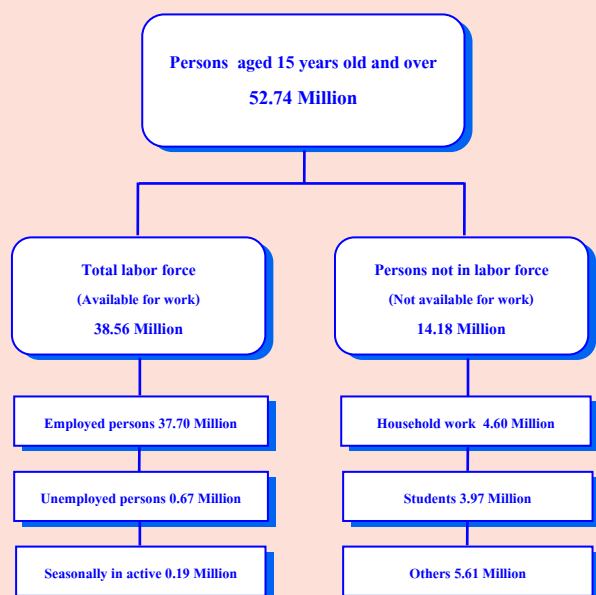 Persons aged 15 years old and over
52.74 Million
Total labor force
(Available for work)
38.56 Million
Persons not in labor force
(Not available for work)
14.18 Million
Employed persons 37.70 Million
Unemployed persons 0.67 Million
Seasonally in active 0.19 Million
Household work 4.60 Million
Students 3.97 Million
Others 5.61 Million